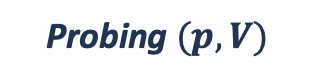 Probing (p, V)